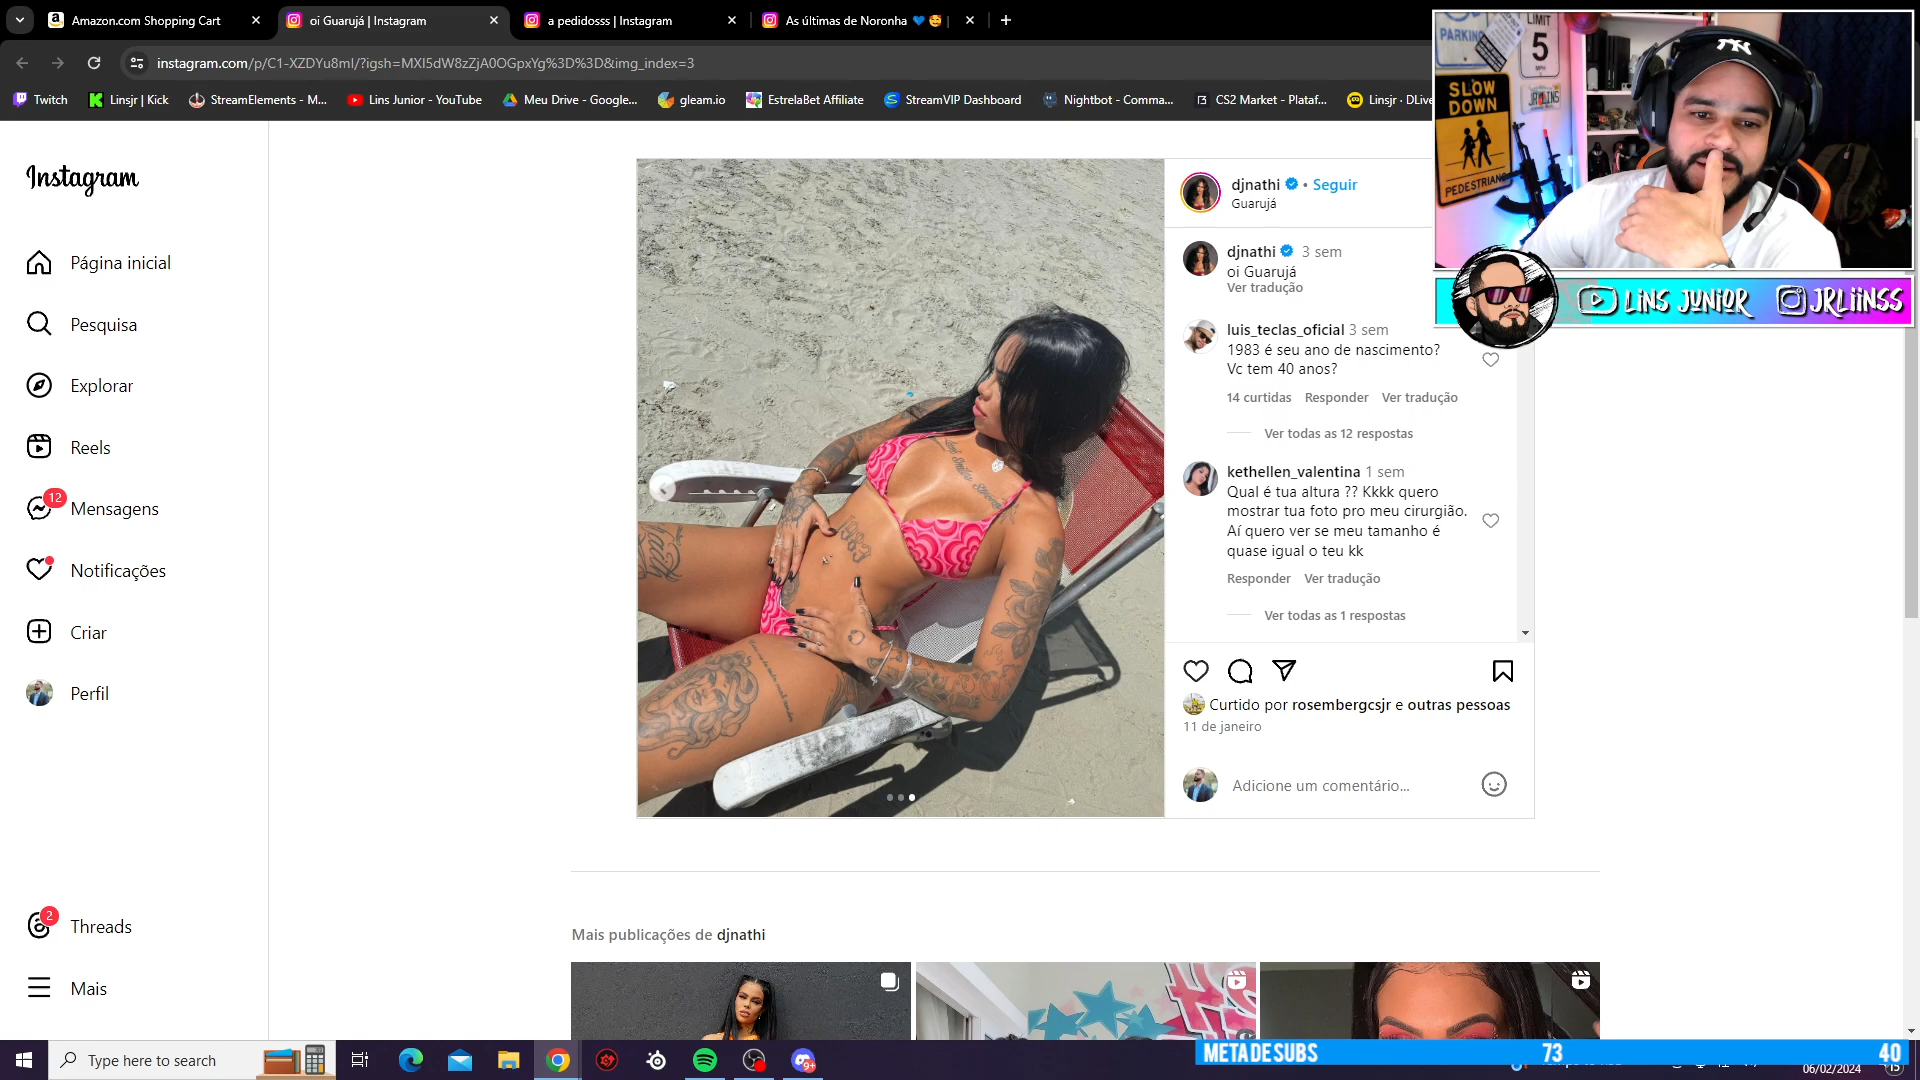 Amazon.com Shopping Cart
oi Guarujá | Instagram
a pedidosss | Instagram
As últimas de Noronha 💙 🥰 |
instagram.com/p/C1-XZDYu8mI/?igsh=MXI5dW8zZjA0OGpxYg%3D%3D&img_index=3
Twitch
Linsjr | Kick
StreamElements - M...
Lins Junior - YouTube
Meu Drive - Google...
gleam.io
EstrelaBet Affiliate
StreamVIP Dashboard
Nightbot - Comma...
CS2 Market - Plataf...
Linsjr · DLive
PARKING
LIMIT
5
MPH
SLOW
DOWN
PEDESTRIANS
JRLINS
LINS JUNIOR
JRLIINSS
Instagram
Página inicial
Pesquisa
Explorar
Reels
12
Mensagens
Notificações
Criar
Perfil
2
Threads
Mais
1983
djnathi • Seguir
Guarujá
djnathi 3 sem
oi Guarujá
Ver tradução
luis_teclas_oficial 3 sem
1983 é seu ano de nascimento?
Vc tem 40 anos?
14 curtidas Responder Ver tradução
Ver todas as 12 respostas
kethellen_valentina 1 sem
Qual é tua altura ?? Kkkk quero
mostrar tua foto pro meu cirurgião.
Aí quero ver se meu tamanho é
quase igual o teu kk
Responder Ver tradução
Ver todas as 1 respostas
Curtido por rosembergcsjr e outras pessoas
11 de janeiro
Adicione um comentário...
Mais publicações de djnathi
Type here to search
META DE SUBS 73 40
06/02/2024
15